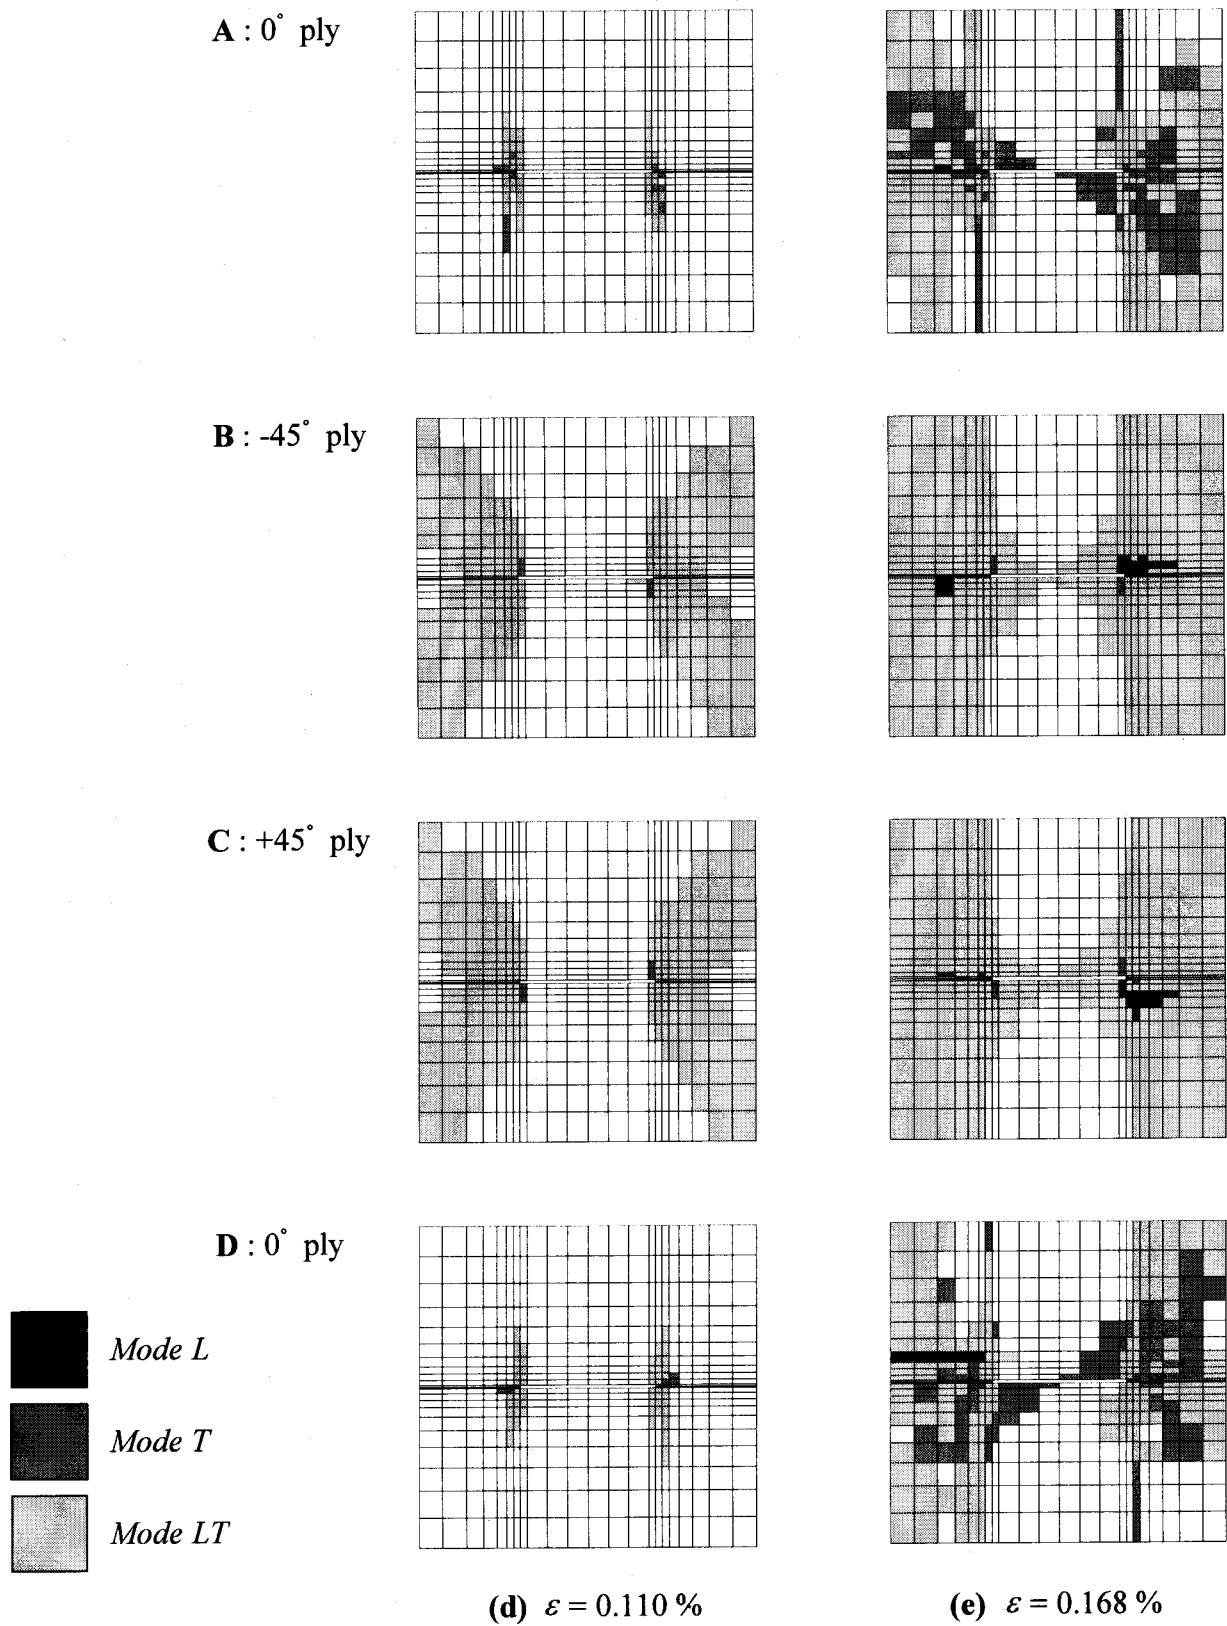 A : 0° ply
B : -45° ply
C : +45° ply
D : 0° ply
Mode L
Mode T
Mode LT
(d) ε = 0.110 %
(e) ε = 0.168 %